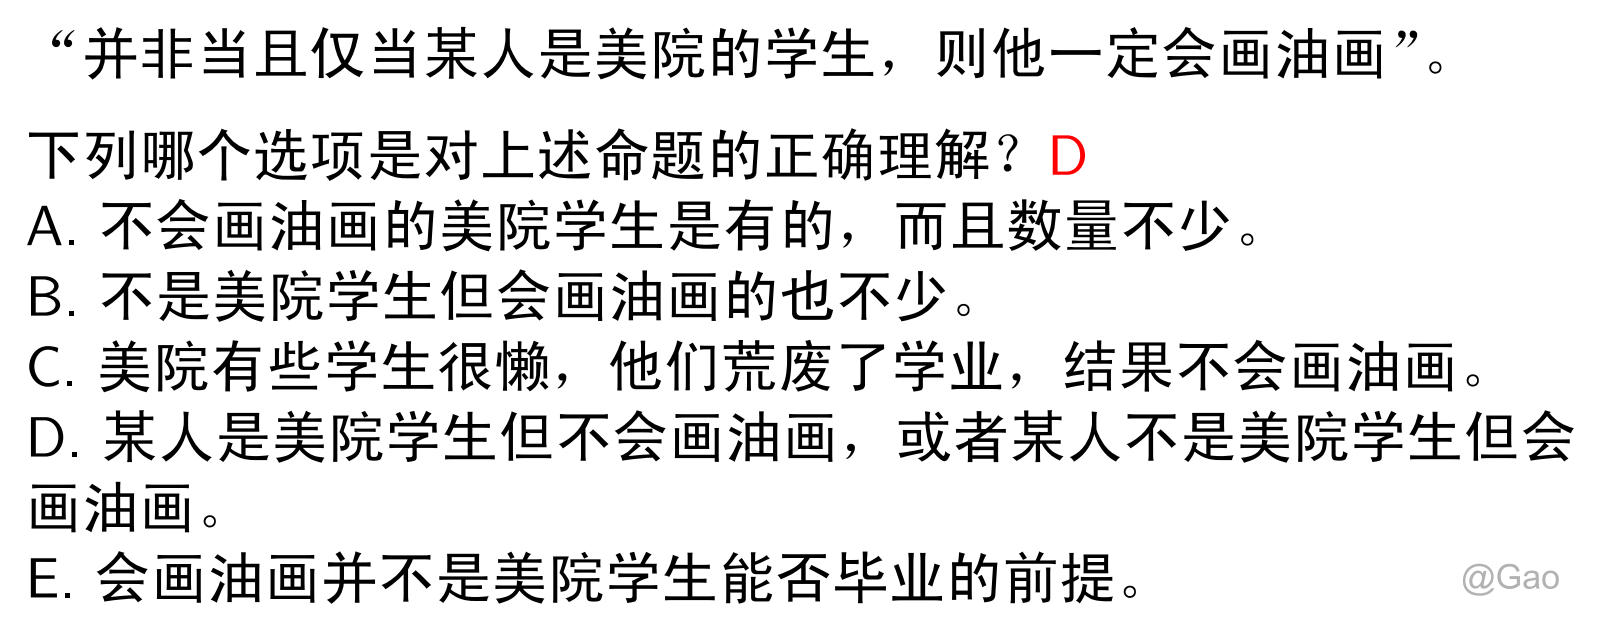 “并非当且仅当某人是美院的学生，则他一定会画油画”。
下列哪个选项是对上述命题的正确理解？D
A. 不会画油画的美院学生是有的，而且数量不少。
B. 不是美院学生但会画油画的也不少。
C. 美院有些学生很懒，他们荒废了学业，结果不会画油画。
D. 某人是美院学生但不会画油画，或者某人不是美院学生但会
画油画。
E. 会画油画并不是美院学生能否毕业的前提。
@Gao